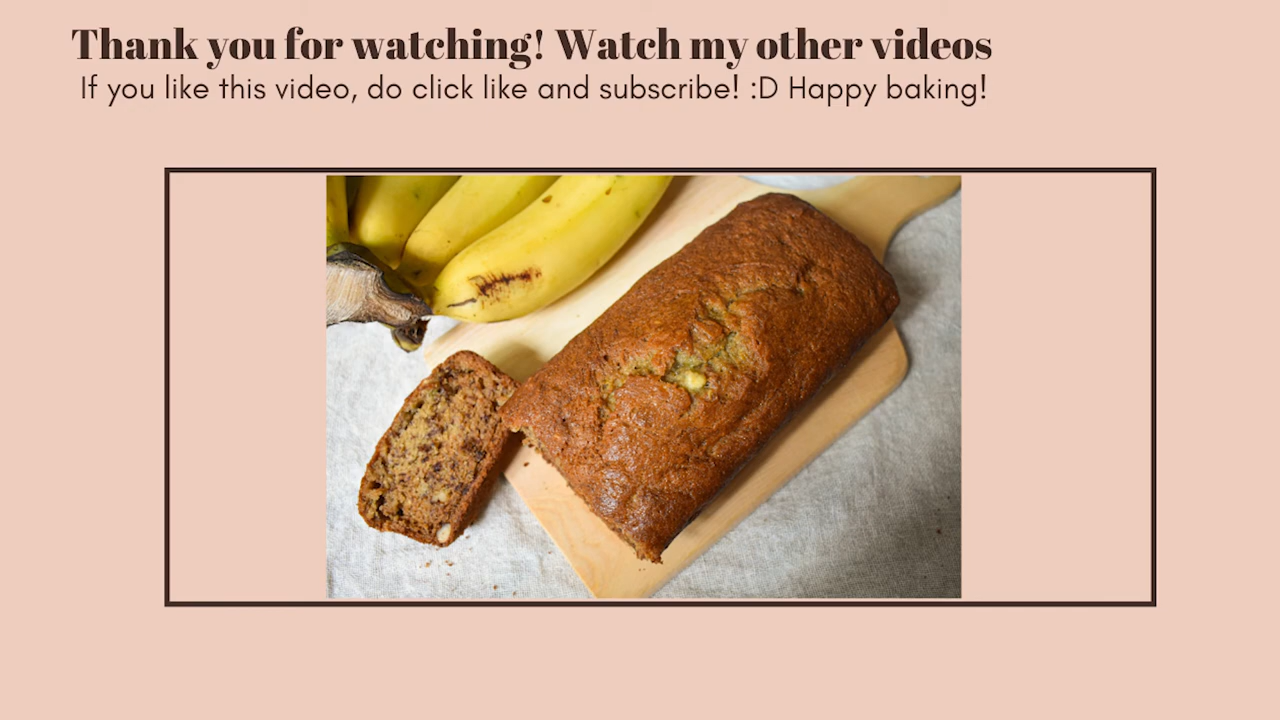 Thank you for watching! Watch my other videos
If you like this video, do click like and subscribe! :D Happy baking!